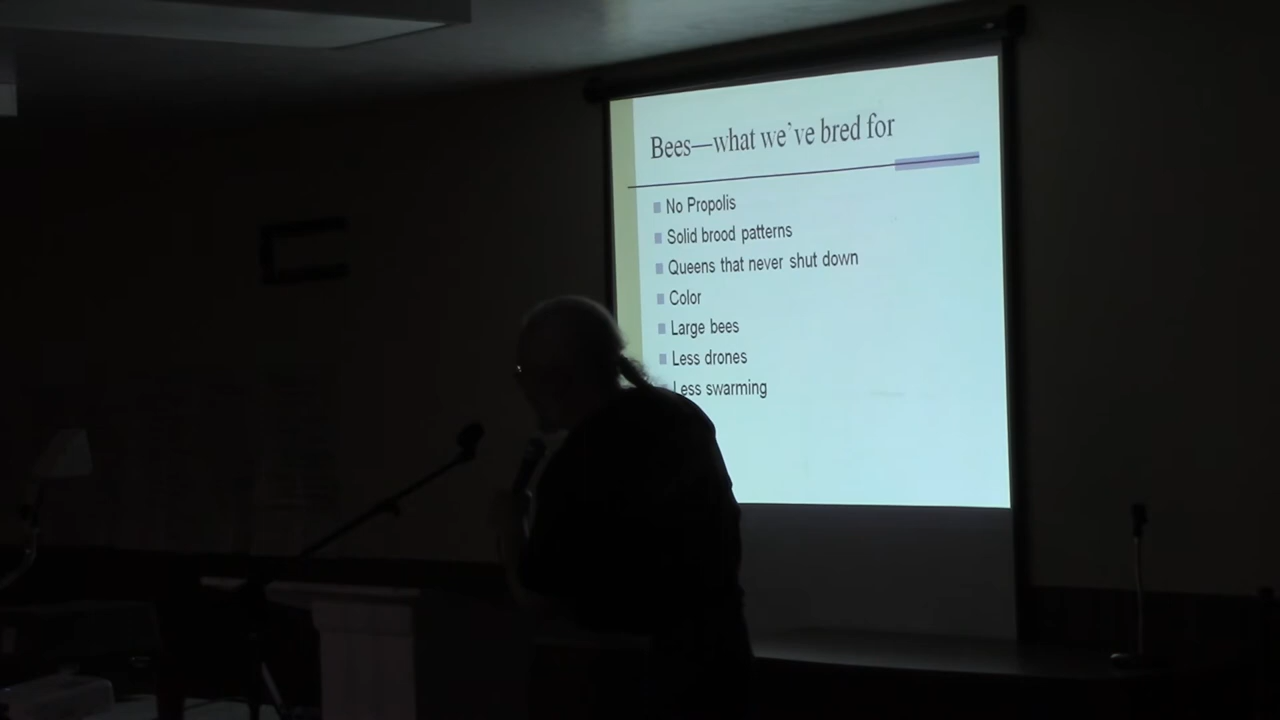 Bees—what we've bred for
No Propolis
Solid brood patterns
Queens that never shut down
Color
Large bees
Less drones
Less swarming